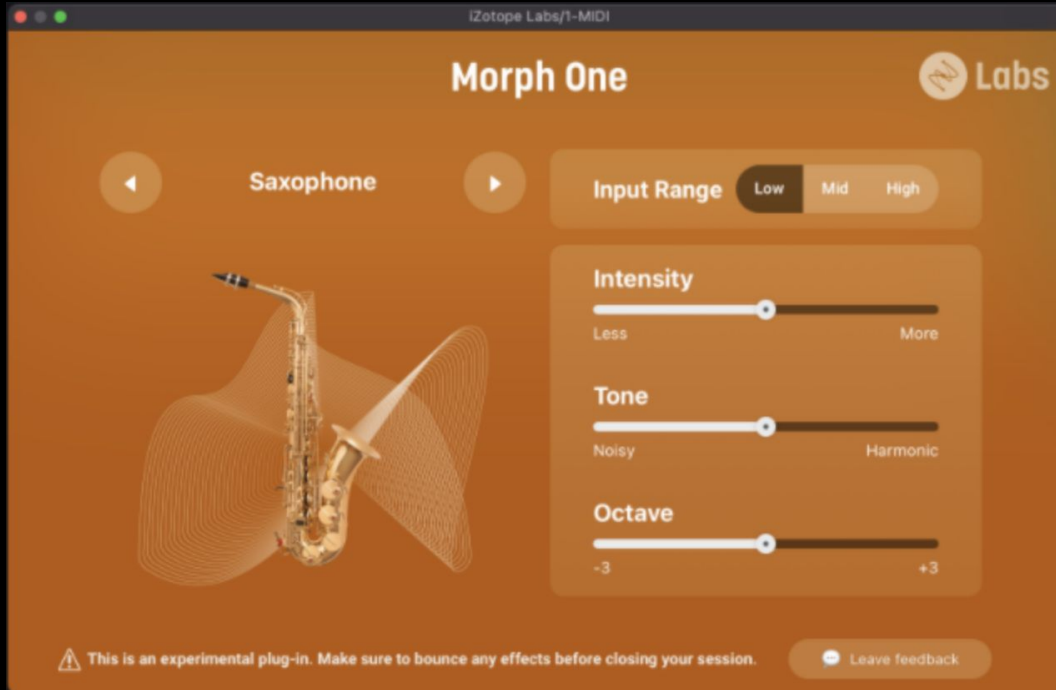 iZotope Labs/1-MIDI
Morph One
Labs
Saxophone
Input Range Low Mid High
Intensity
Less More
Tone
Noisy Harmonic
Octave
-3 +3
This is an experimental plug-in. Make sure to bounce any effects before closing your session.
Leave feedback